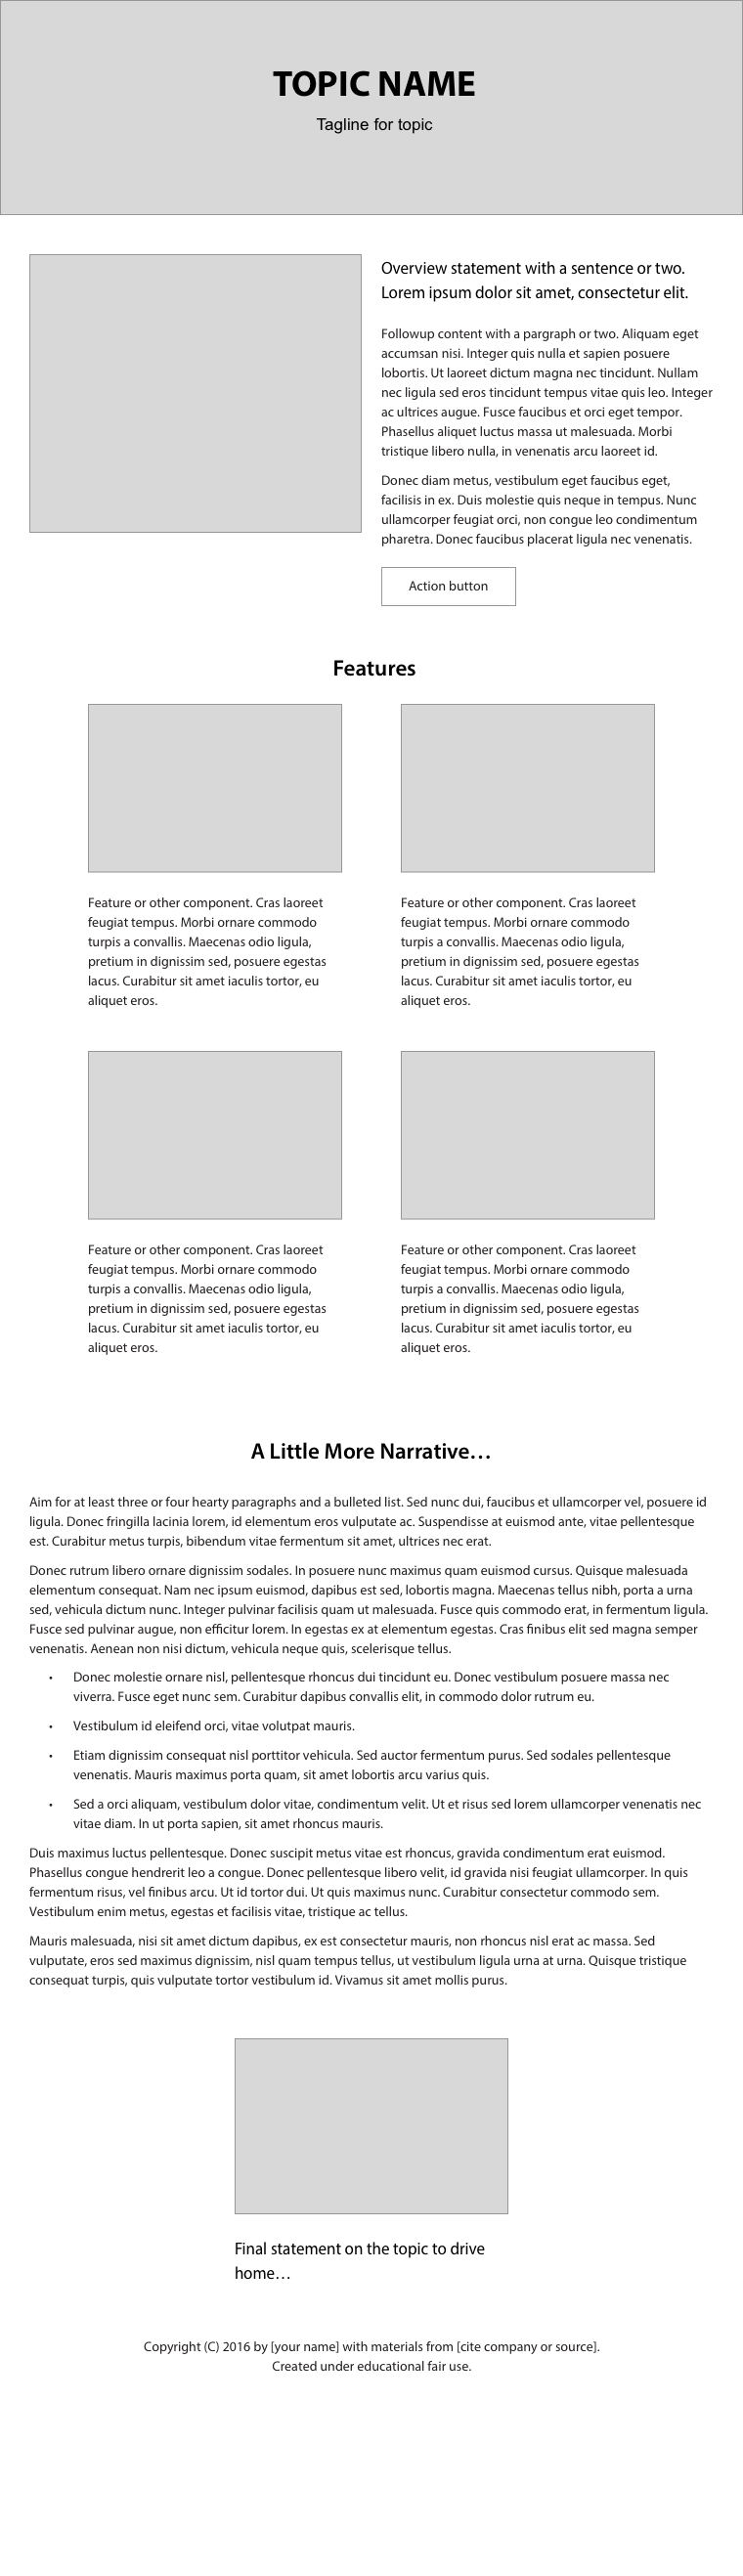 TOPIC NAME
Tagline for topic
Overview statement with a sentence or two.
Lorem ipsum dolor sit amet, consectetur elit.
Followup content with a pargraph or two. Aliquam eget
accumsan nisi. Integer quis nulla et sapien posuere
lobortis. Ut laoreet dictum magna nec tincidunt. Nullam
nec ligula sed eros tincidunt tempus vitae quis leo. Integer
ac ultrices augue. Fusce faucibus et orci eget tempor.
Phasellus aliquet luctus massa ut malesuada. Morbi
tristique libero nulla, in venenatis arcu laoreet id.
Donec diam metus, vestibulum eget faucibus eget,
facilisis in ex. Duis molestie quis neque in tempus. Nunc
ullamcorper feugiat orci, non congue leo condimentum
pharetra. Donec faucibus placerat ligula nec venenatis.
Action button
Features
Feature or other component. Cras laoreet
feugiat tempus. Morbi ornare commodo
turpis a convallis. Maecenas odio ligula,
pretium in dignissim sed, posuere egestas
lacus. Curabitur sit amet iaculis tortor, eu
aliquet eros.
Feature or other component. Cras laoreet
feugiat tempus. Morbi ornare commodo
turpis a convallis. Maecenas odio ligula,
pretium in dignissim sed, posuere egestas
lacus. Curabitur sit amet iaculis tortor, eu
aliquet eros.
Feature or other component. Cras laoreet
feugiat tempus. Morbi ornare commodo
turpis a convallis. Maecenas odio ligula,
pretium in dignissim sed, posuere egestas
lacus. Curabitur sit amet iaculis tortor, eu
aliquet eros.
Feature or other component. Cras laoreet
feugiat tempus. Morbi ornare commodo
turpis a convallis. Maecenas odio ligula,
pretium in dignissim sed, posuere egestas
lacus. Curabitur sit amet iaculis tortor, eu
aliquet eros.
A Little More Narrative…
Aim for at least three or four hearty paragraphs and a bulleted list. Sed nunc dui, faucibus et ullamcorper vel, posuere id
ligula. Donec fringilla lacinia lorem, id elementum eros vulputate ac. Suspendisse at euismod ante, vitae pellentesque
est. Curabitur metus turpis, bibendum vitae fermentum sit amet, ultrices nec erat.
Donec rutrum libero ornare dignissim sodales. In posuere nunc maximus quam euismod cursus. Quisque malesuada
elementum consequat. Nam nec ipsum euismod, dapibus est sed, lobortis magna. Maecenas tellus nibh, porta a urna
sed, vehicula dictum nunc. Integer pulvinar facilisis quam ut malesuada. Fusce quis commodo erat, in fermentum ligula.
Fusce sed pulvinar augue, non efficitur lorem. In egestas ex at elementum egestas. Cras finibus elit sed magna semper
venenatis. Aenean non nisi dictum, vehicula neque quis, scelerisque tellus.
• Donec molestie ornare nisl, pellentesque rhoncus dui tincidunt eu. Donec vestibulum posuere massa nec
viverra. Fusce eget nunc sem. Curabitur dapibus convallis elit, in commodo dolor rutrum eu.
• Vestibulum id eleifend orci, vitae volutpat mauris.
• Etiam dignissim consequat nisl porttitor vehicula. Sed auctor fermentum purus. Sed sodales pellentesque
venenatis. Mauris maximus porta quam, sit amet lobortis arcu varius quis.
• Sed a orci aliquam, vestibulum dolor vitae, condimentum velit. Ut et risus sed lorem ullamcorper venenatis nec
vitae diam. In ut porta sapien, sit amet rhoncus mauris.
Duis maximus luctus pellentesque. Donec suscipit metus vitae est rhoncus, gravida condimentum erat euismod.
Phasellus congue hendrerit leo a congue. Donec pellentesque libero velit, id gravida nisi feugiat ullamcorper. In quis
fermentum risus, vel finibus arcu. Ut id tortor dui. Ut quis maximus nunc. Curabitur consectetur commodo sem.
Vestibulum enim metus, egestas et facilisis vitae, tristique ac tellus.
Mauris malesuada, nisi sit amet dictum dapibus, ex est consectetur mauris, non rhoncus nisl erat ac massa. Sed
vulputate, eros sed maximus dignissim, nisl quam tempus tellus, ut vestibulum ligula urna at urna. Quisque tristique
consequat turpis, quis vulputate tortor vestibulum id. Vivamus sit amet mollis purus.
Final statement on the topic to drive
home…
Copyright (C) 2016 by [your name] with materials from [cite company or source].
Created under educational fair use.